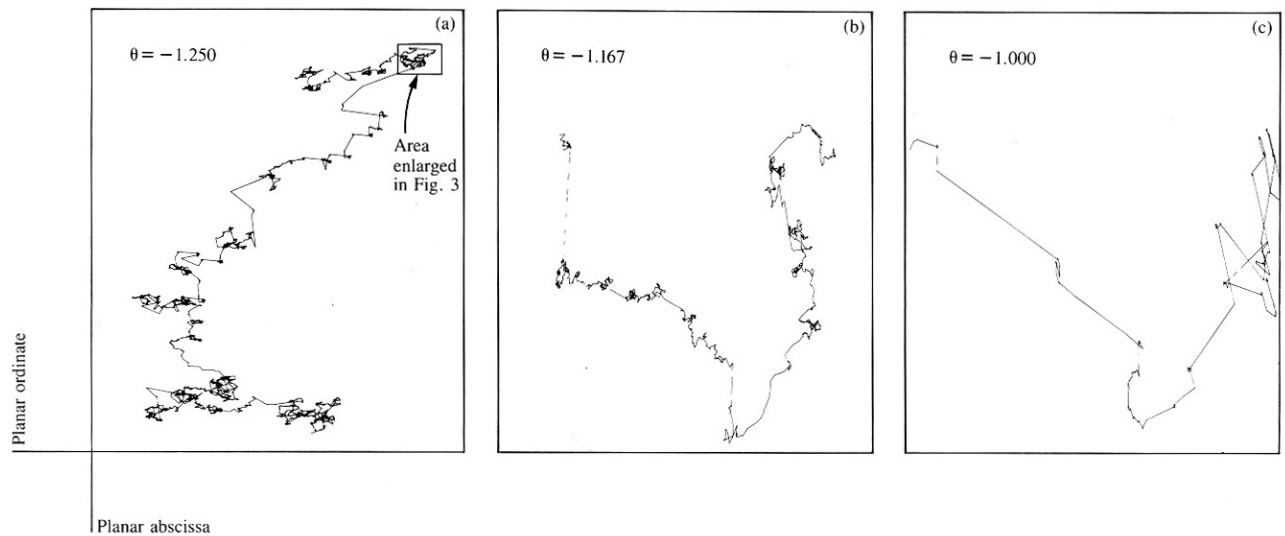 (a)
θ = −1.250
Area
enlarged
in Fig. 3
(b)
θ = −1.167
(c)
θ = −1.000
Planar ordinate
Planar abscissa